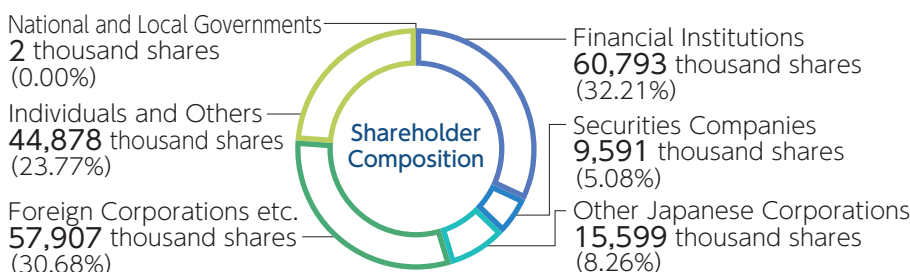 National and Local Governments
2 thousand shares
(0.00%)
Individuals and Others
44,878 thousand shares
(23.77%)
Foreign Corporations etc.
57,907 thousand shares
(30.68%)
Shareholder
Composition
Financial Institutions
60,793 thousand shares
(32.21%)
Securities Companies
9,591 thousand shares
(5.08%)
Other Japanese Corporations
15,599 thousand shares
(8.26%)